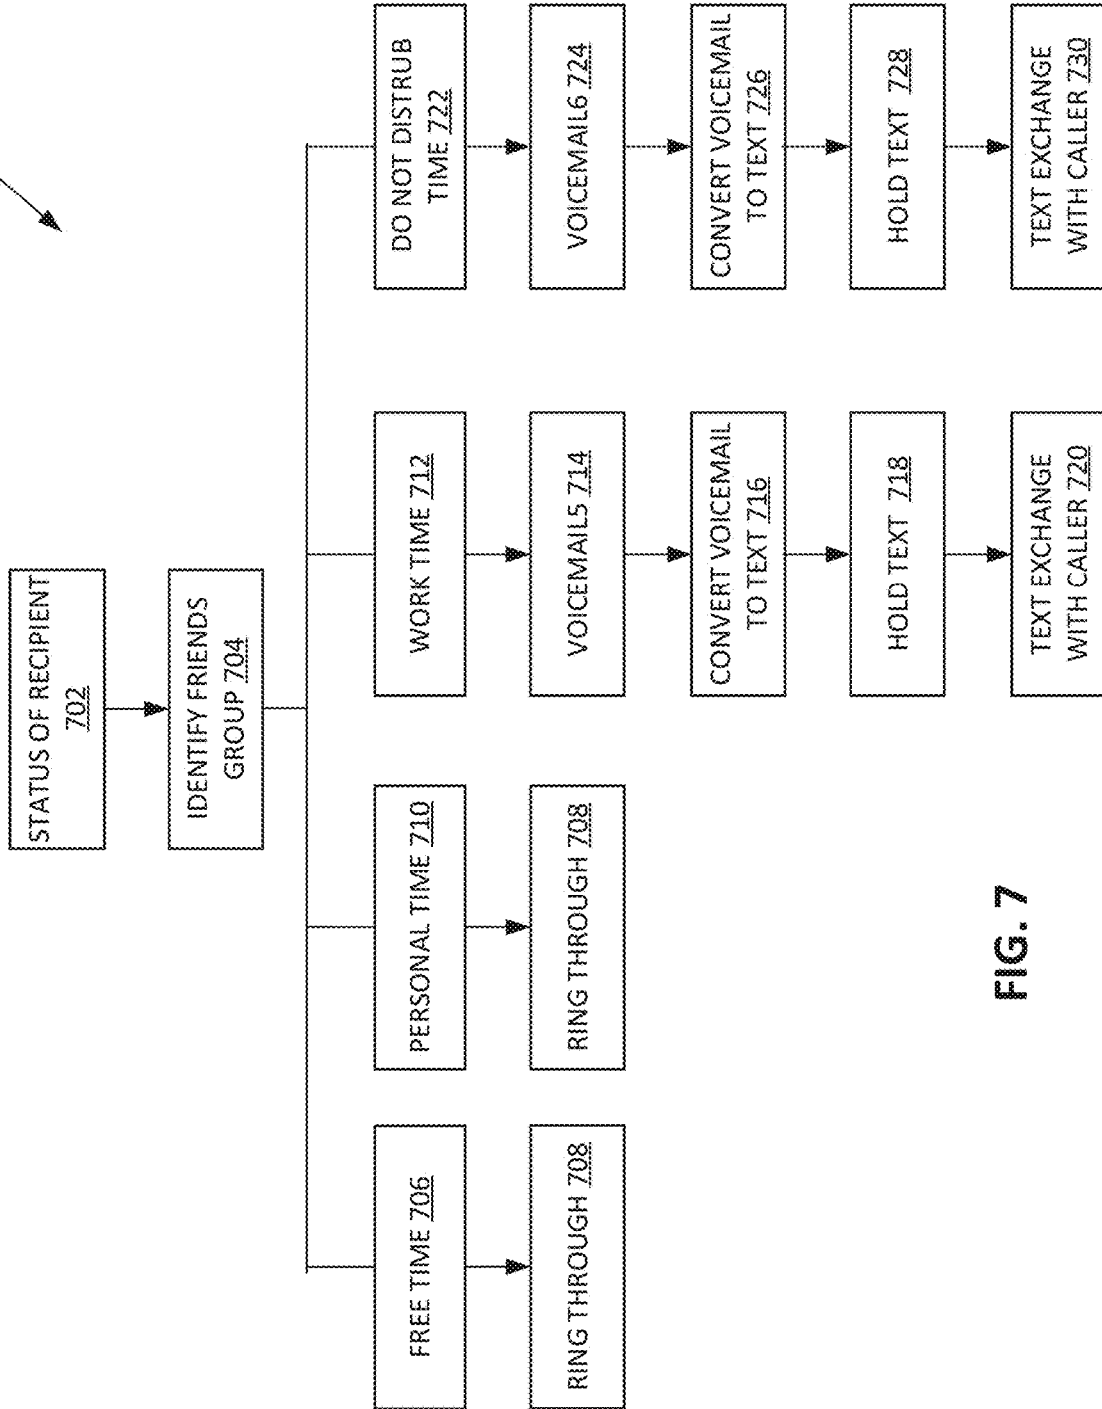 STATUS OF RECIPIENT
702
IDENTIFY FRIENDS
GROUP 704
FREE TIME 706
RING THROUGH 708
PERSONAL TIME 710
RING THROUGH 708
WORK TIME 712
VOICEMAIL5 714
CONVERT VOICEMAIL
TO TEXT 716
HOLD TEXT 718
TEXT EXCHANGE
WITH CALLER 720
DO NOT DISTRUB
TIME 722
VOICEMAIL6 724
CONVERT VOICEMAIL
TO TEXT 726
HOLD TEXT 728
TEXT EXCHANGE
WITH CALLER 730
FIG. 7